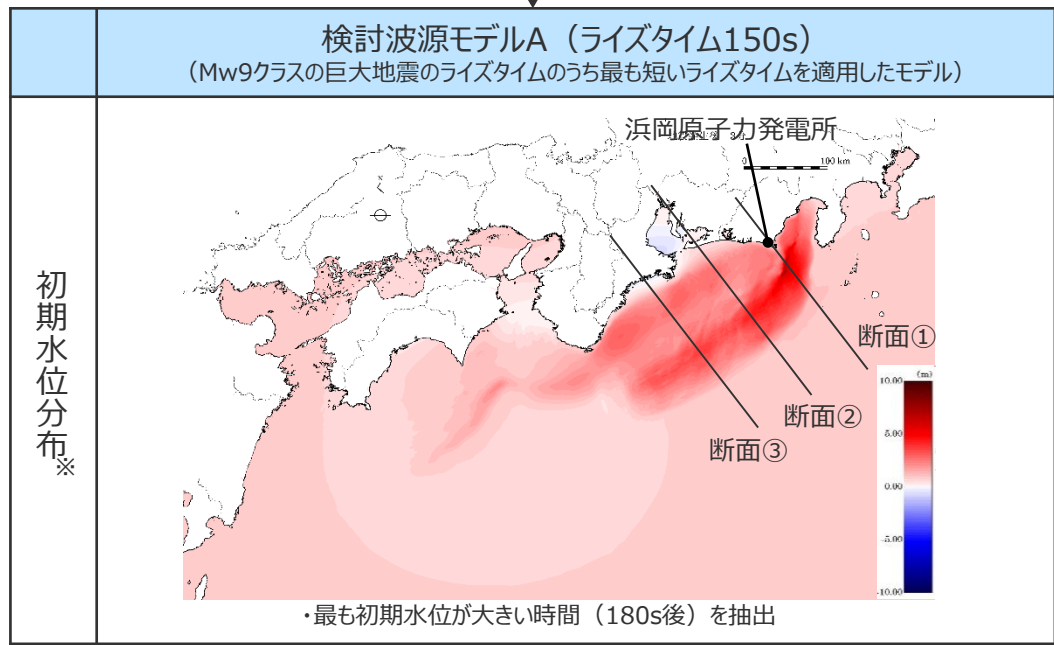 検討波源モデルA（ライズタイム150s）
（Mw9クラスの巨大地震のライズタイムのうち最も短いライズタイムを適用したモデル）
初期水位分布※
浜岡原子力発電所
0 100 km
断面①
断面②
断面③
(m)
10.00
5.00
0.00
-5.00
-10.00
・最も初期水位が大きい時間（180s後）を抽出